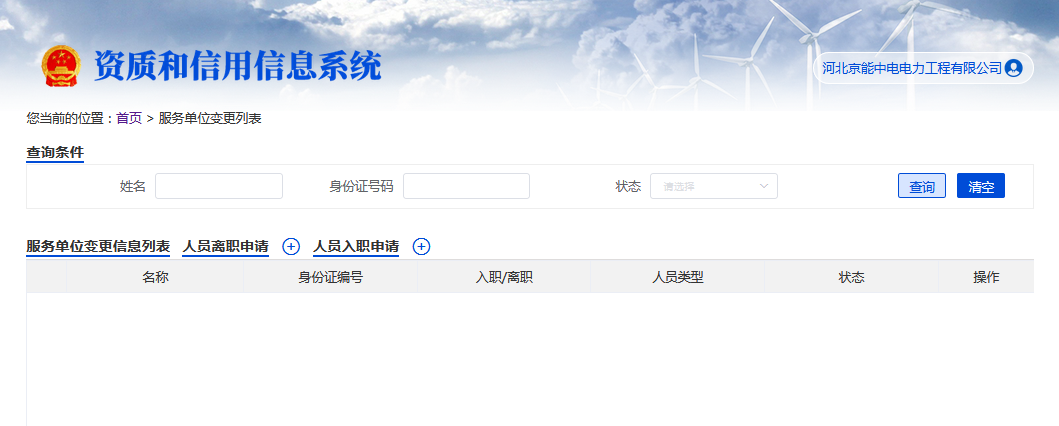 资质和信用信息系统
河北京能中电电力工程有限公司
您当前的位置：首页 > 服务单位变更列表
查询条件
姓名 身份证号码 状态 请选择 查询 清空
服务单位变更信息列表 人员离职申请 人员入职申请
名称 身份证编号 入职/离职 人员类型 状态 操作